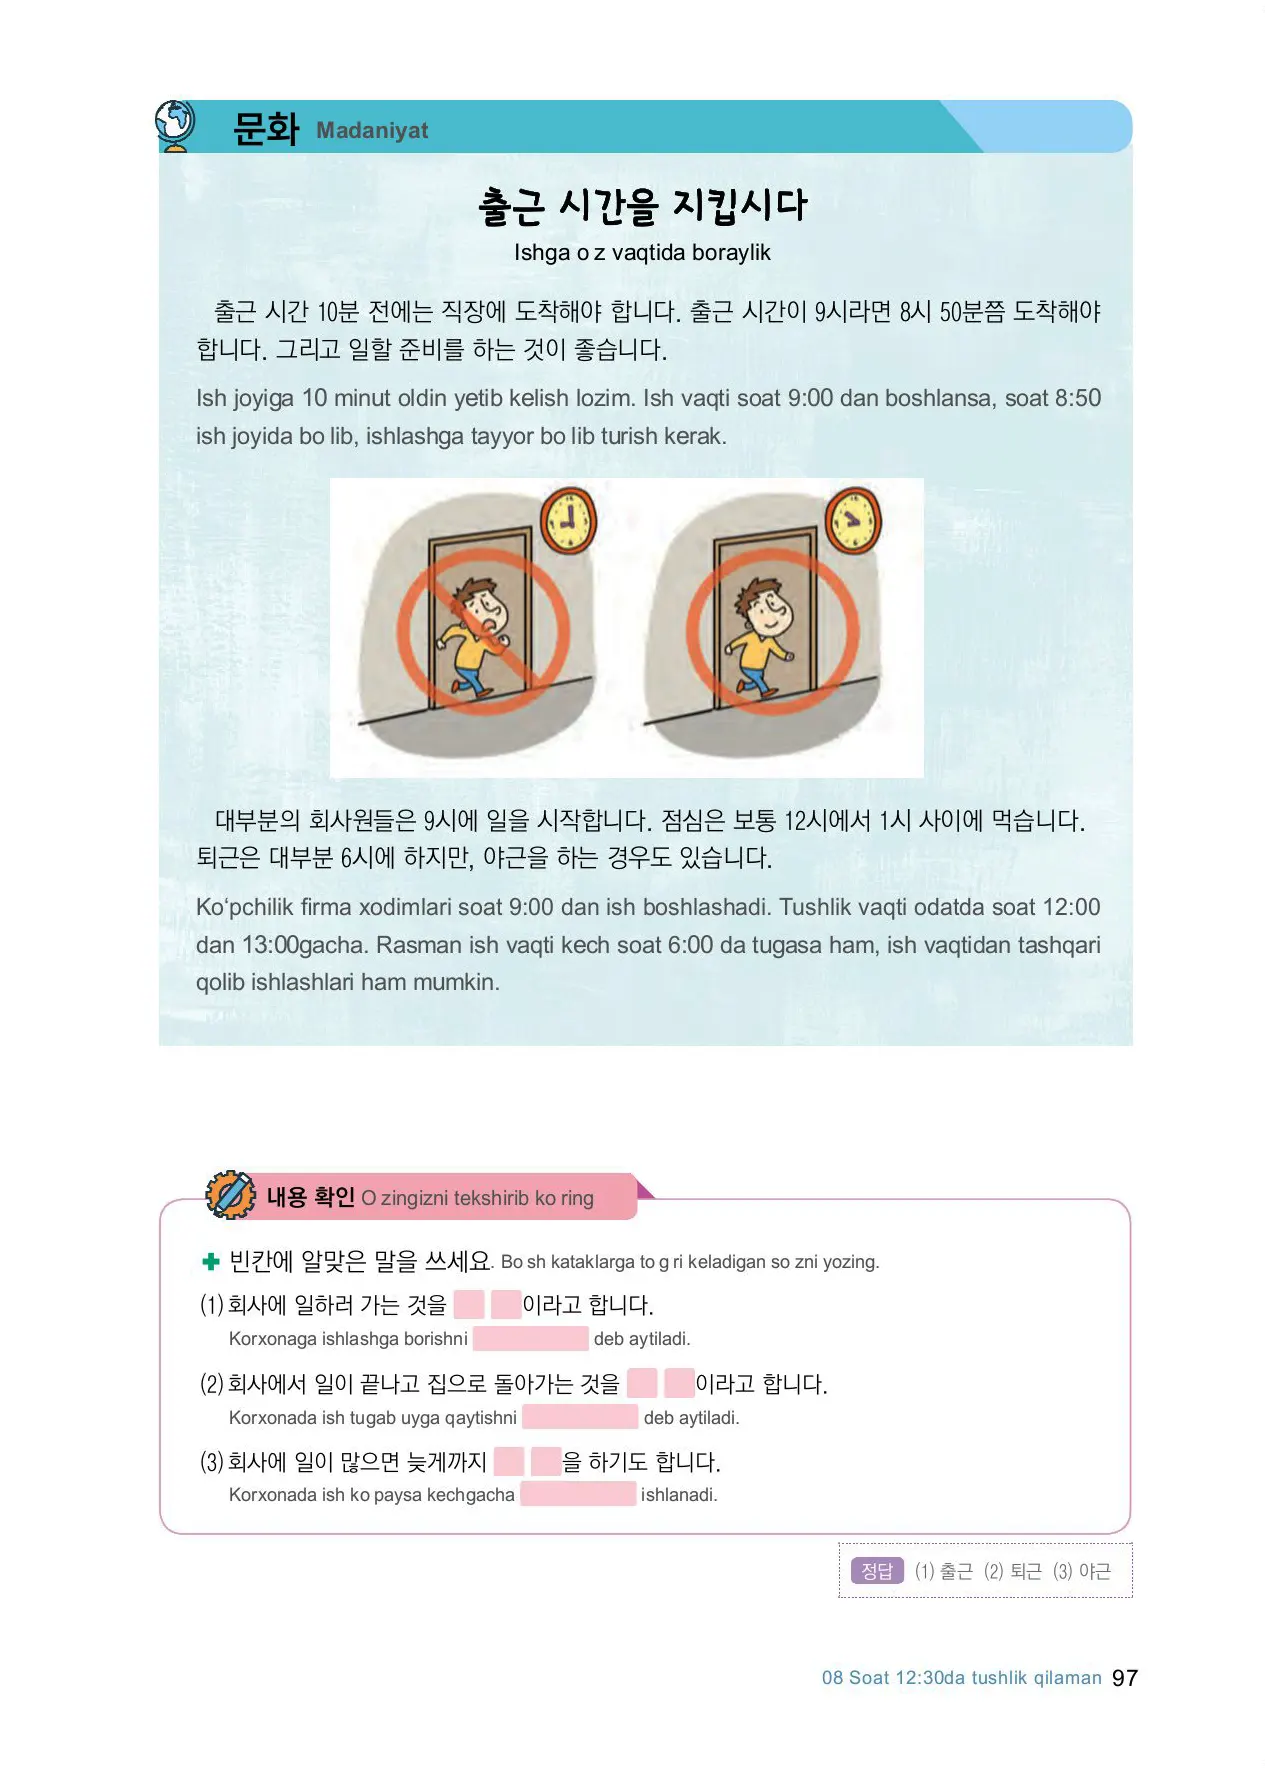 문화 Madaniyat
출근 시간을 지킵시다
Ishga o z vaqtida boraylik
출근 시간 10분 전에는 직장에 도착해야 합니다. 출근 시간이 9시라면 8시 50분쯤 도착해야
합니다. 그리고 일할 준비를 하는 것이 좋습니다.
Ish joyiga 10 minut oldin yetib kelish lozim. Ish vaqti soat 9:00 dan boshlansa, soat 8:50
ish joyida bo lib, ishlashga tayyor bo lib turish kerak.
대부분의 회사원들은 9시에 일을 시작합니다. 점심은 보통 12시에서 1시 사이에 먹습니다.
퇴근은 대부분 6시에 하지만, 야근을 하는 경우도 있습니다.
Ko‘pchilik firma xodimlari soat 9:00 dan ish boshlashadi. Tushlik vaqti odatda soat 12:00
dan 13:00gacha. Rasman ish vaqti kech soat 6:00 da tugasa ham, ish vaqtidan tashqari
qolib ishlashlari ham mumkin.
내용 확인 O zingizni tekshirib ko ring
빈칸에 알맞은 말을 쓰세요. Bo sh kataklarga to g ri keladigan so zni yozing.
(1) 회사에 일하러 가는 것을 이라고 합니다.
Korxonaga ishlashga borishni deb aytiladi.
(2) 회사에서 일이 끝나고 집으로 돌아가는 것을 이라고 합니다.
Korxonada ish tugab uyga qaytishni deb aytiladi.
(3) 회사에 일이 많으면 늦게까지 을 하기도 합니다.
Korxonada ish ko paysa kechgacha ishlanadi.
정답 (1) 출근 (2) 퇴근 (3) 야근
08 Soat 12:30da tushlik qilaman 97